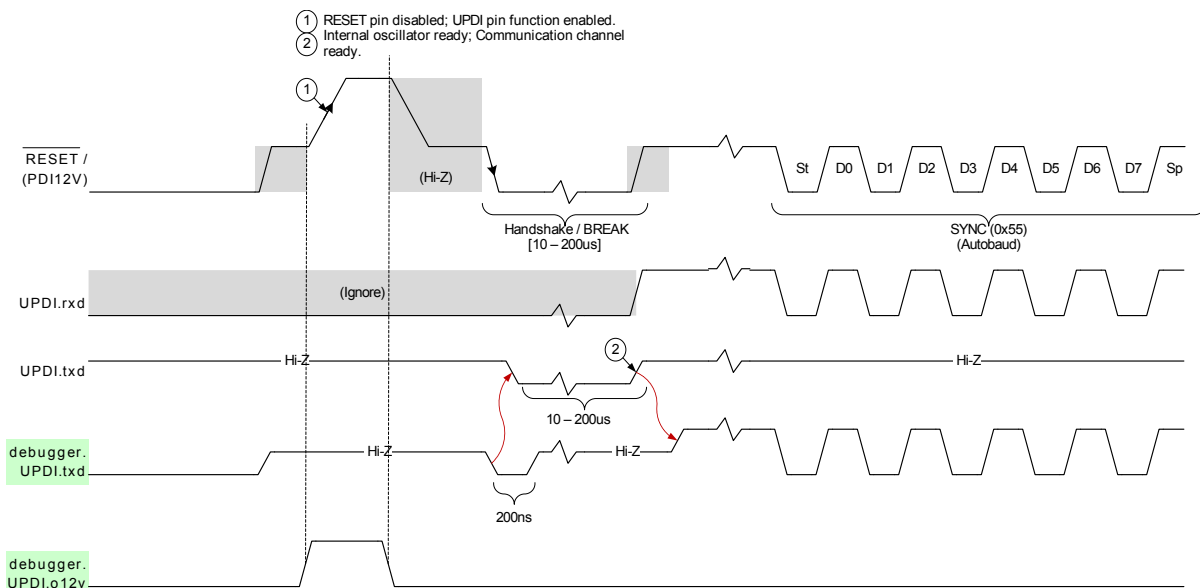 1 RESET pin disabled; UPDI pin function enabled.
2 Internal oscillator ready; Communication channel
ready.
1
RESET /
(PDI12V)
(Hi-Z)
St D0 D1 D2 D3 D4 D5 D6 D7 Sp
Handshake / BREAK
[10 – 200us]
SYNC (0x55)
(Autobaud)
UPDI.rxd
(Ignore)
UPDI.txd
Hi-Z
2
Hi-Z
10 – 200us
debugger.
UPDI.txd
Hi-Z
Hi-Z
200ns
debugger.
UPDI.o12v